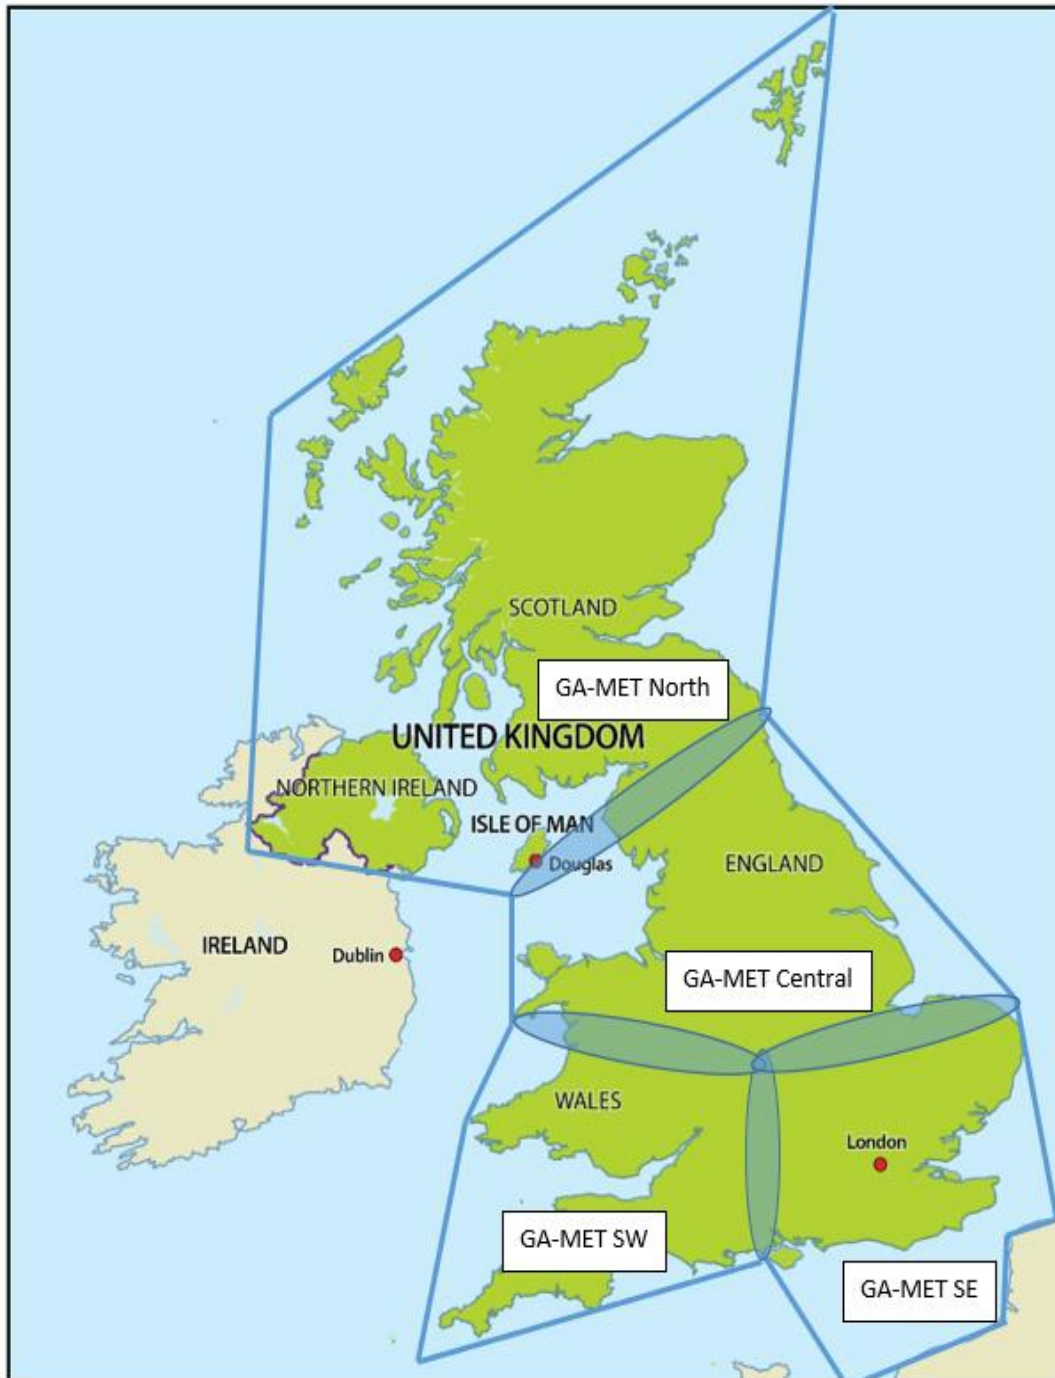 SCOTLAND
GA-MET North
UNITED KINGDOM
NORTHERN IRELAND
ISLE OF MAN
Douglas
ENGLAND
IRELAND
Dublin
GA-MET Central
WALES
London
GA-MET SW
GA-MET SE